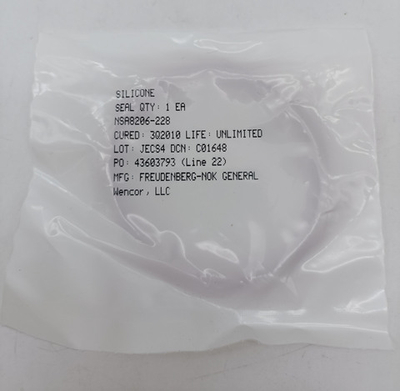 SILICONE
SEAL QTY: 1 EA
NSA8206-228
CURED: 3Q2010 LIFE: UNLIMITED
LOT: JECS4 DCN: C01648
PO: 43603793 (Line 22)
MFG: FREUDENBERG-NOK GENERAL
Wencor, LLC